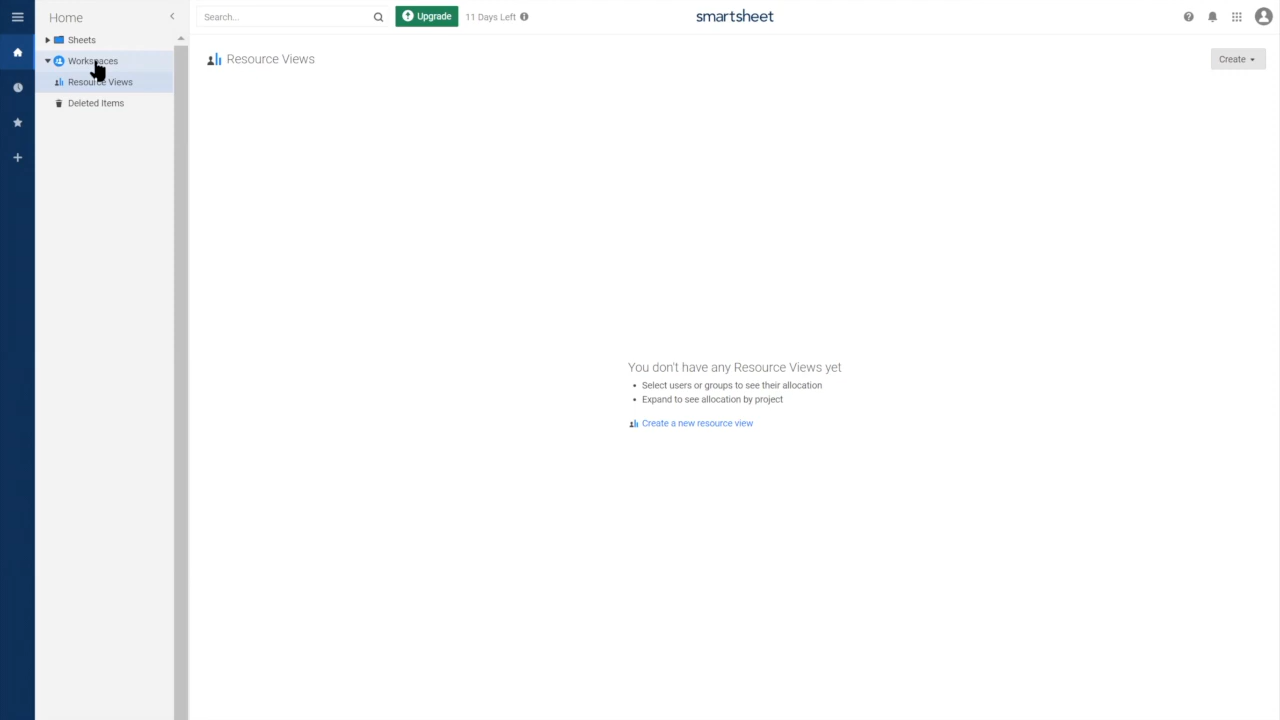 Home
Search...
Upgrade
11 Days Left
smartsheet
Sheets
Workspaces
Resource Views
Deleted Items
Resource Views
Create
You don't have any Resource Views yet
• Select users or groups to see their allocation
• Expand to see allocation by project
Create a new resource view